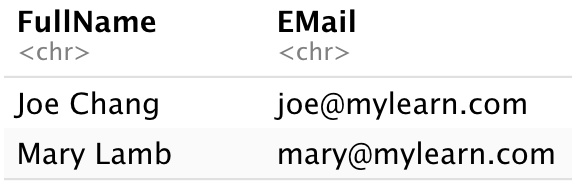 FullName EMail
<chr> <chr>
Joe Chang joe@mylearn.com
Mary Lamb mary@mylearn.com